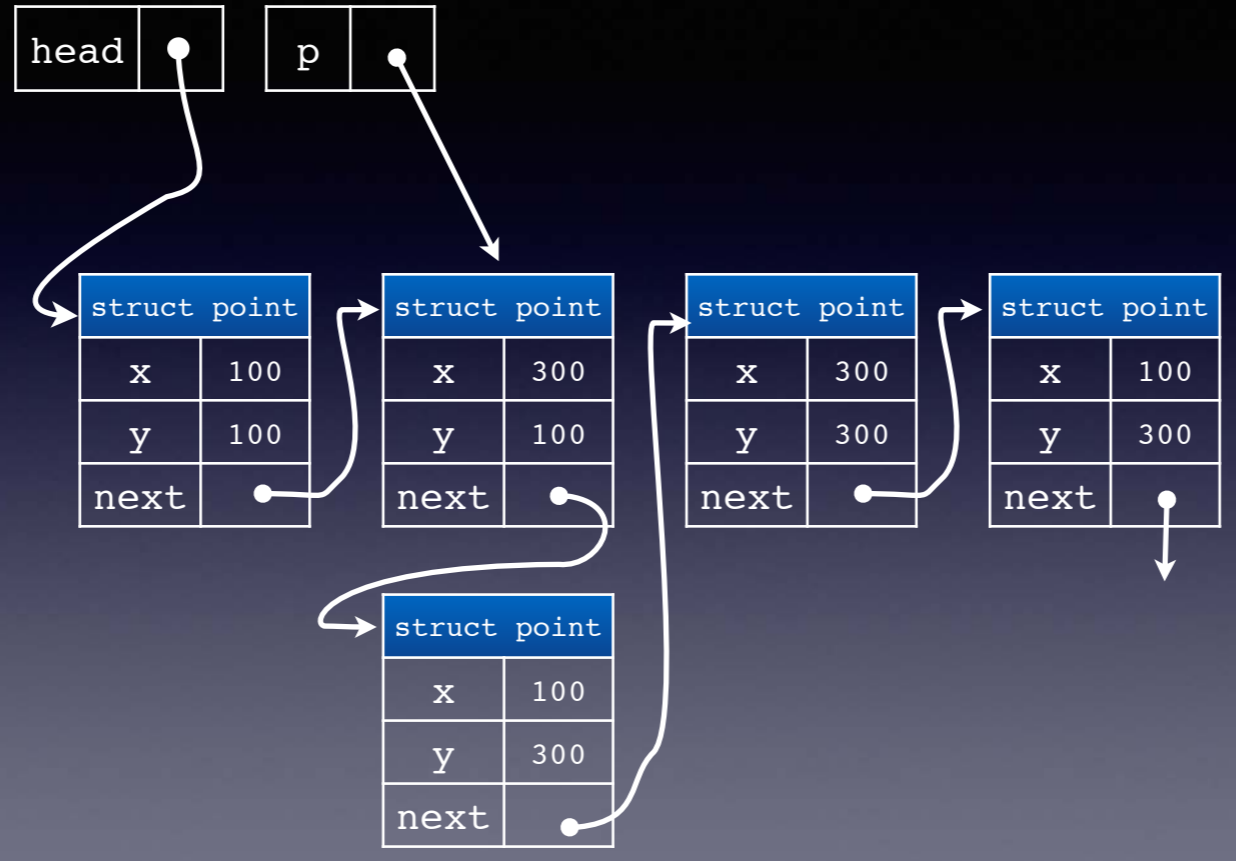 head p
struct point struct point struct point struct point
x 100 x 300 x 300 x 100
y 100 y 100 y 300 y 300
next next next next
struct point
x 100
y 300
next